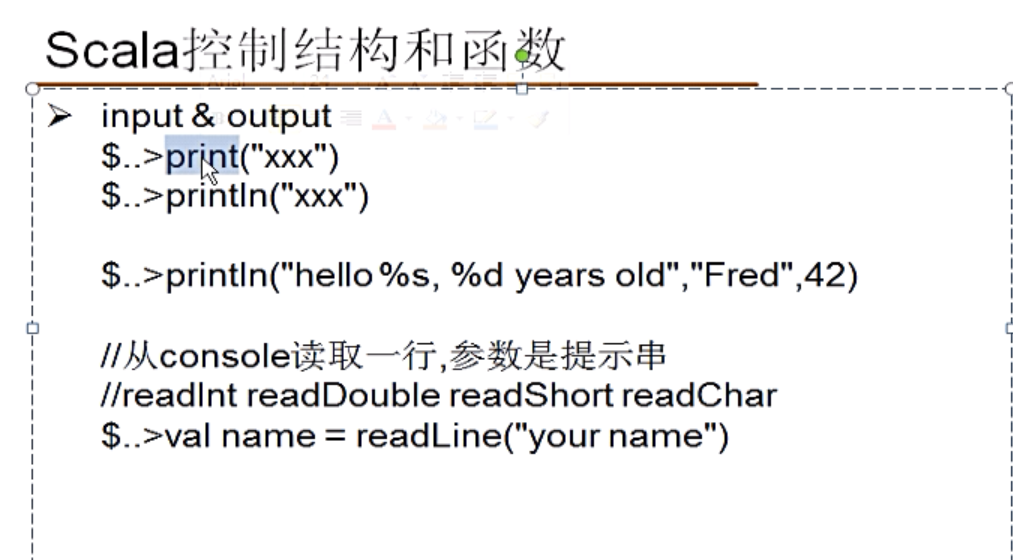 Scala控制结构和函数
➢ input & output
$..>print("xxx")
$..>println("xxx")
$..>println("hello %s, %d years old","Fred",42)
//从console读取一行,参数是提示串
//readInt readDouble readShort readChar
$..>val name = readLine("your name")